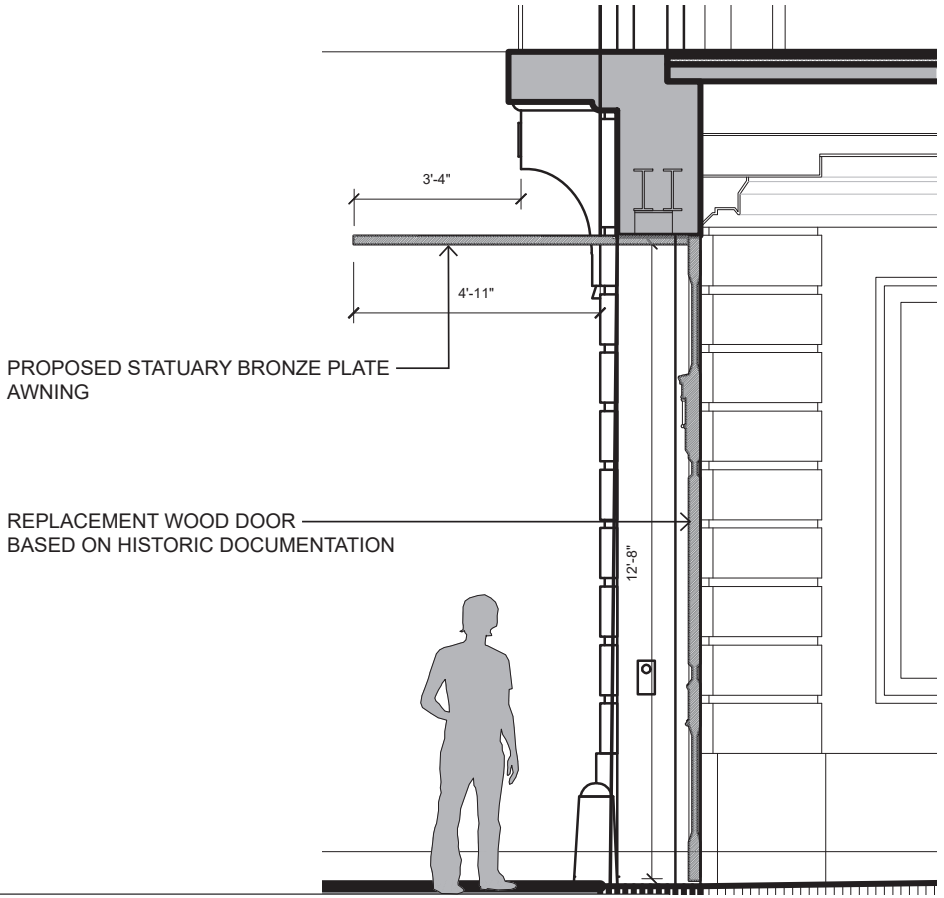 3'-4"
4'-11"
PROPOSED STATUARY BRONZE PLATE
AWNING
REPLACEMENT WOOD DOOR
BASED ON HISTORIC DOCUMENTATION
12'-8"